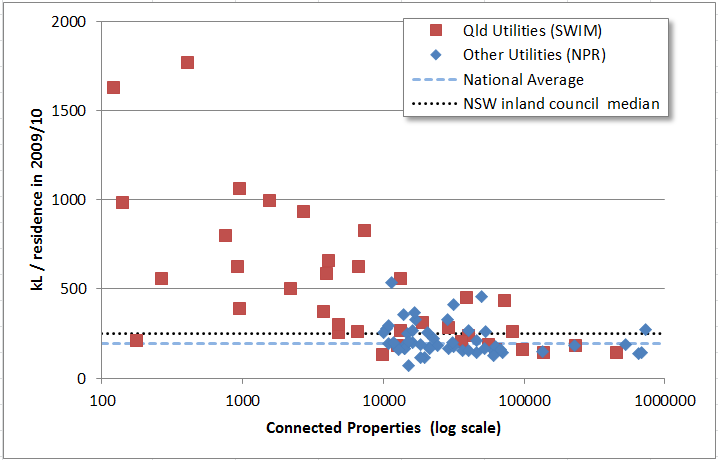 2000
Qld Utilities (SWIM)
Other Utilities (NPR)
National Average
NSW inland council median
1500
1000
500
0
kL / residence in 2009/10
100 1000 10000 100000 1000000
Connected Properties (log scale)